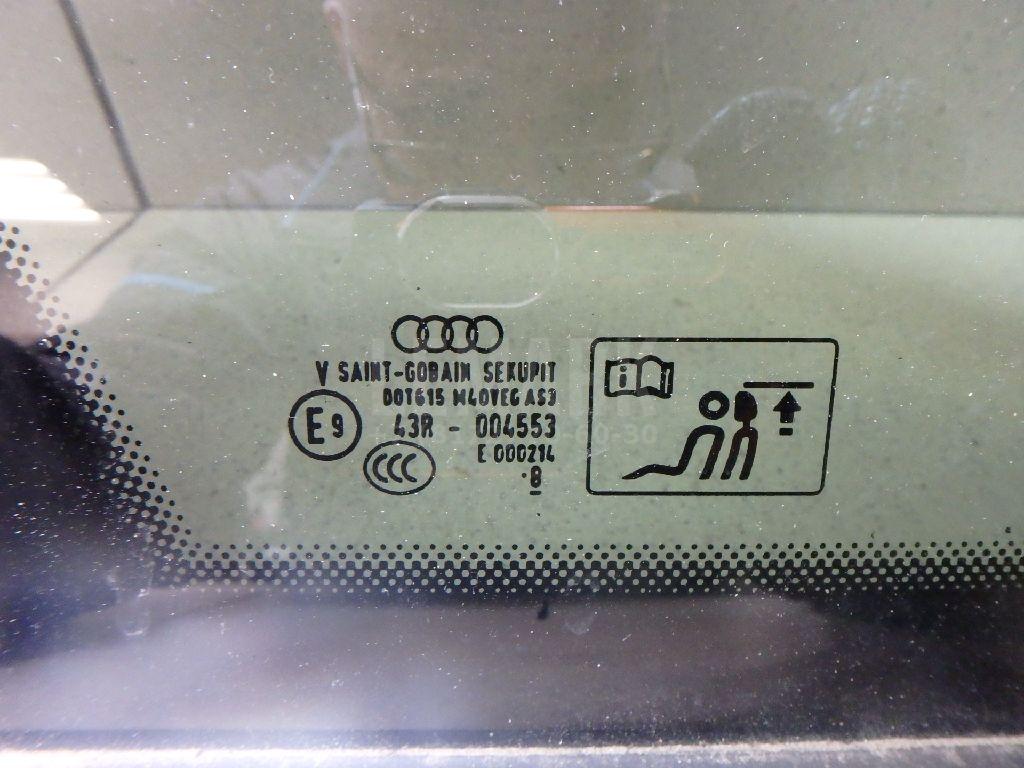 V SAINT-GOBAIN SEKURIT
DOT615 M40VEG AS3
E9
43R - 004553
CCC
E 000214
.8
i